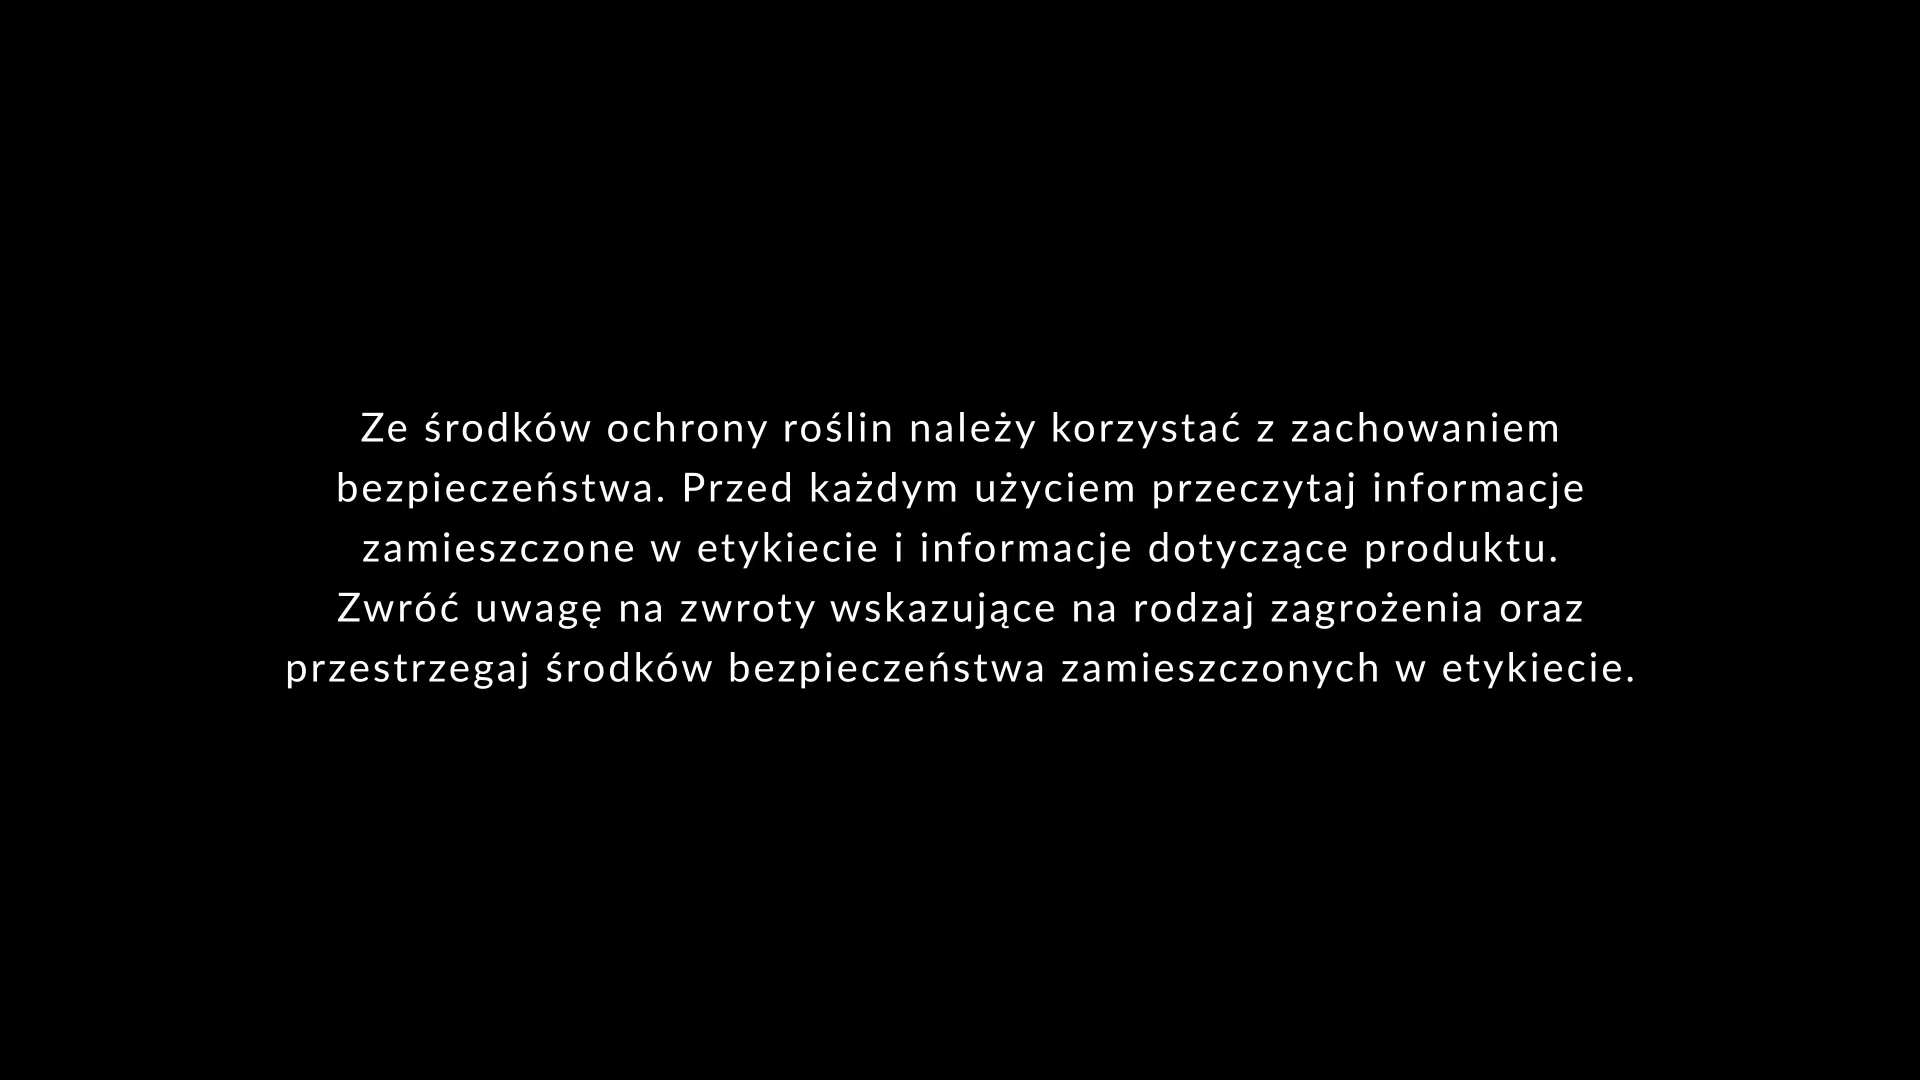 Ze środków ochrony roślin należy korzystać z zachowaniem
bezpieczeństwa. Przed każdym użyciem przeczytaj informacje
zamieszczone w etykiecie i informacje dotyczące produktu.
Zwróć uwagę na zwroty wskazujące na rodzaj zagrożenia oraz
przestrzegaj środków bezpieczeństwa zamieszczonych w etykiecie.